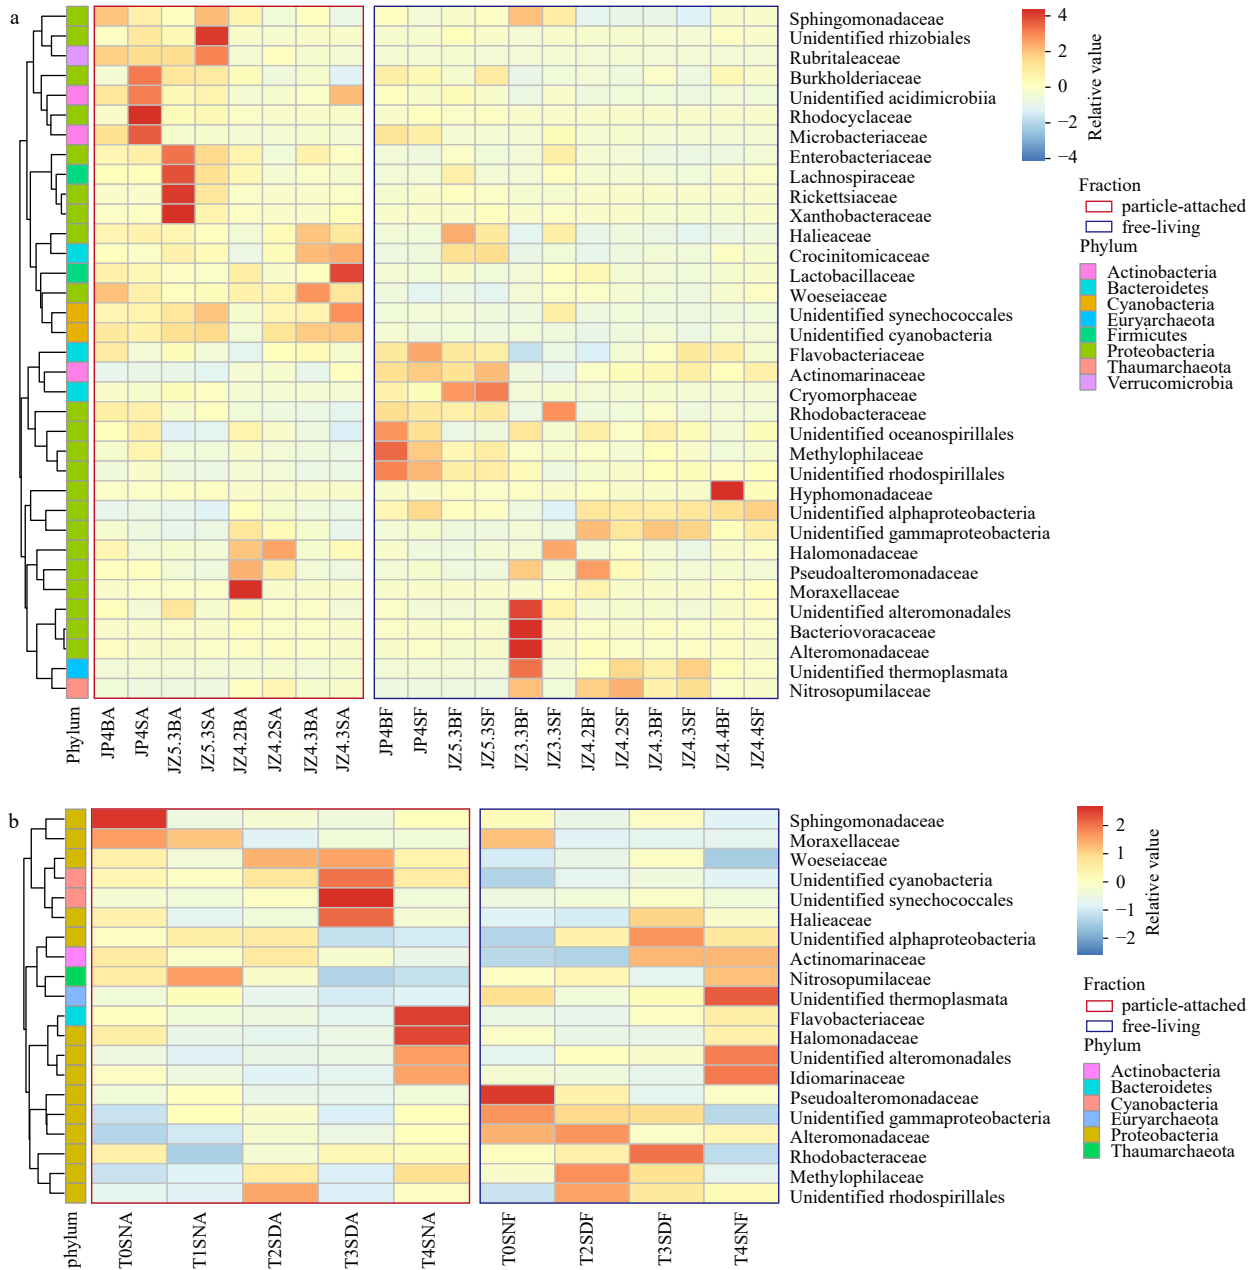 a
Sphingomonadaceae
Unidentified rhizobiales
Rubritaleaceae
Burkholderiaceae
Unidentified acidimicrobiia
Rhodocyclaceae
Microbacteriaceae
Enterobacteriaceae
Lachnospiraceae
Rickettsiaceae
Xanthobacteraceae
Halieaceae
Crocinitomicaceae
Lactobacillaceae
Woeseiaceae
Unidentified synechococcales
Unidentified cyanobacteria
Flavobacteriaceae
Actinomarinaceae
Cryomorphaceae
Rhodobacteraceae
Unidentified oceanospirillales
Methylophilaceae
Unidentified rhodospirillales
Hyphomonadaceae
Unidentified alphaproteobacteria
Unidentified gammaproteobacteria
Halomonadaceae
Pseudoalteromonadaceae
Moraxellaceae
Unidentified alteromonadales
Bacteriovoracaceae
Alteromonadaceae
Unidentified thermoplasmata
Nitrosopumilaceae
4
2
0
−2
−4
Relative value
Fraction
particle-attached
free-living
Phylum
Actinobacteria
Bacteroidetes
Cyanobacteria
Euryarchaeota
Firmicutes
Proteobacteria
Thaumarchaeota
Verrucomicrobia
Phylum
JP4BA
JP4SA
JZ5.3BA
JZ5.3SA
JZ4.2BA
JZ4.2SA
JZ4.3BA
JZ4.3SA
JP4BF
JP4SF
JZ5.3BF
JZ5.3SF
JZ3.3BF
JZ3.3SF
JZ4.2BF
JZ4.2SF
JZ4.3BF
JZ4.3SF
JZ4.4BF
JZ4.4SF
b
Sphingomonadaceae
Moraxellaceae
Woeseiaceae
Unidentified cyanobacteria
Unidentified synechococcales
Halieaceae
Unidentified alphaproteobacteria
Actinomarinaceae
Nitrosopumilaceae
Unidentified thermoplasmata
Flavobacteriaceae
Halomonadaceae
Unidentified alteromonadales
Idiomarinaceae
Pseudoalteromonadaceae
Unidentified gammaproteobacteria
Alteromonadaceae
Rhodobacteraceae
Methylophilaceae
Unidentified rhodospirillales
2
1
0
−1
−2
Relative value
Fraction
particle-attached
free-living
Phylum
Actinobacteria
Bacteroidetes
Cyanobacteria
Euryarchaeota
Proteobacteria
Thaumarchaeota
phylum
T0SNA
T1SNA
T2SDA
T3SDA
T4SNA
T0SNF
T2SDF
T3SDF
T4SNF